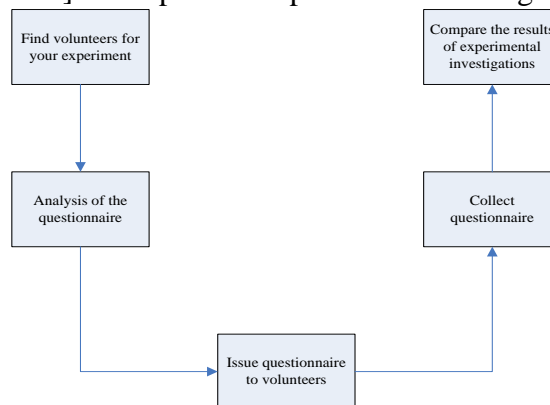 Find volunteers for
your experiment
Analysis of the
questionnaire
Issue questionnaire
to volunteers
Collect
questionnaire
Compare the results
of experimental
investigations